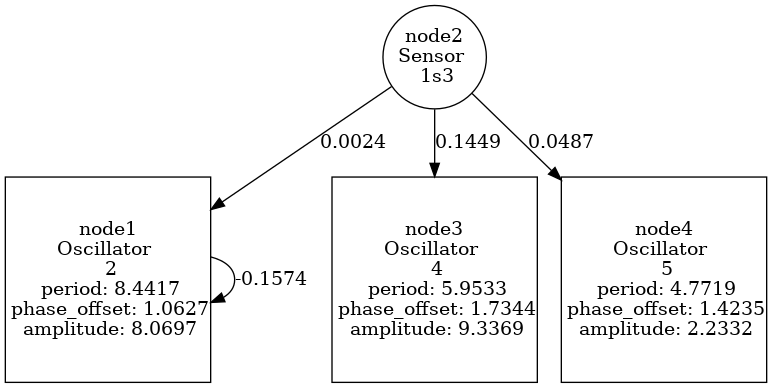 node2
Sensor
1s3
0.0024
0.1449
0.0487
node1
Oscillator
2
period: 8.4417
phase_offset: 1.0627
amplitude: 8.0697
-0.1574
node3
Oscillator
4
period: 5.9533
phase_offset: 1.7344
amplitude: 9.3369
node4
Oscillator
5
period: 4.7719
phase_offset: 1.4235
amplitude: 2.2332